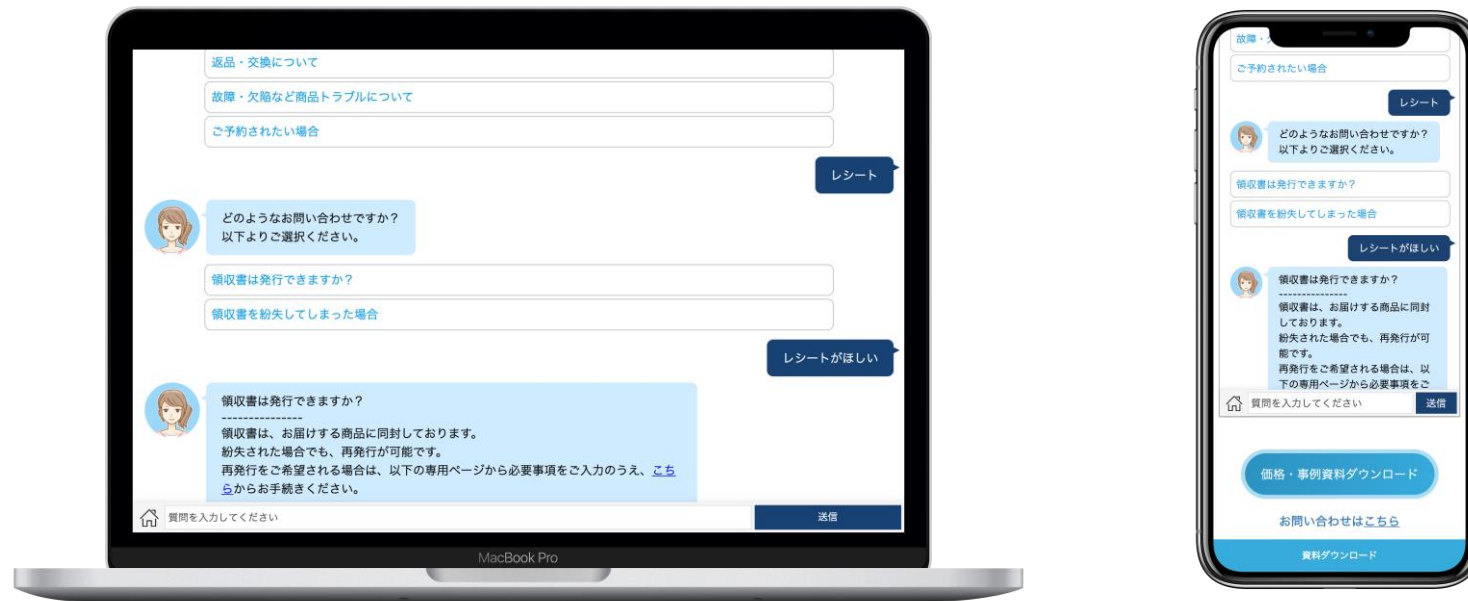 返品・交換について
故障・欠陥など商品トラブルについて
ご予約されたい場合
レシート
どのようなお問い合わせですか?
以下よりご選択ください。
領収書は発行できますか?
領収書を紛失してしまった場合
レシートがほしい
領収書は発行できますか?
---------------
領収書は、お届けする商品に同封しております。
紛失された場合でも、再発行が可能です。
再発行をご希望される場合は、以下の専用ページから必要事項をご入力のうえ、こち
らからお手続きください。
質問を入力してください
送信
MacBook Pro
故障・
ご予約されたい場合
レシート
どのようなお問い合わせですか?
以下よりご選択ください。
領収書は発行できますか?
領収書を紛失してしまった場合
レシートがほしい
領収書は発行できますか?
---------------
領収書は、お届けする商品に同封
しております。
紛失された場合でも、再発行が可
能です。
再発行をご希望される場合は、以
下の専用ページから必要事項をご
質問を入力してください
送信
価格・事例資料ダウンロード
お問い合わせはこちら
資料ダウンロード